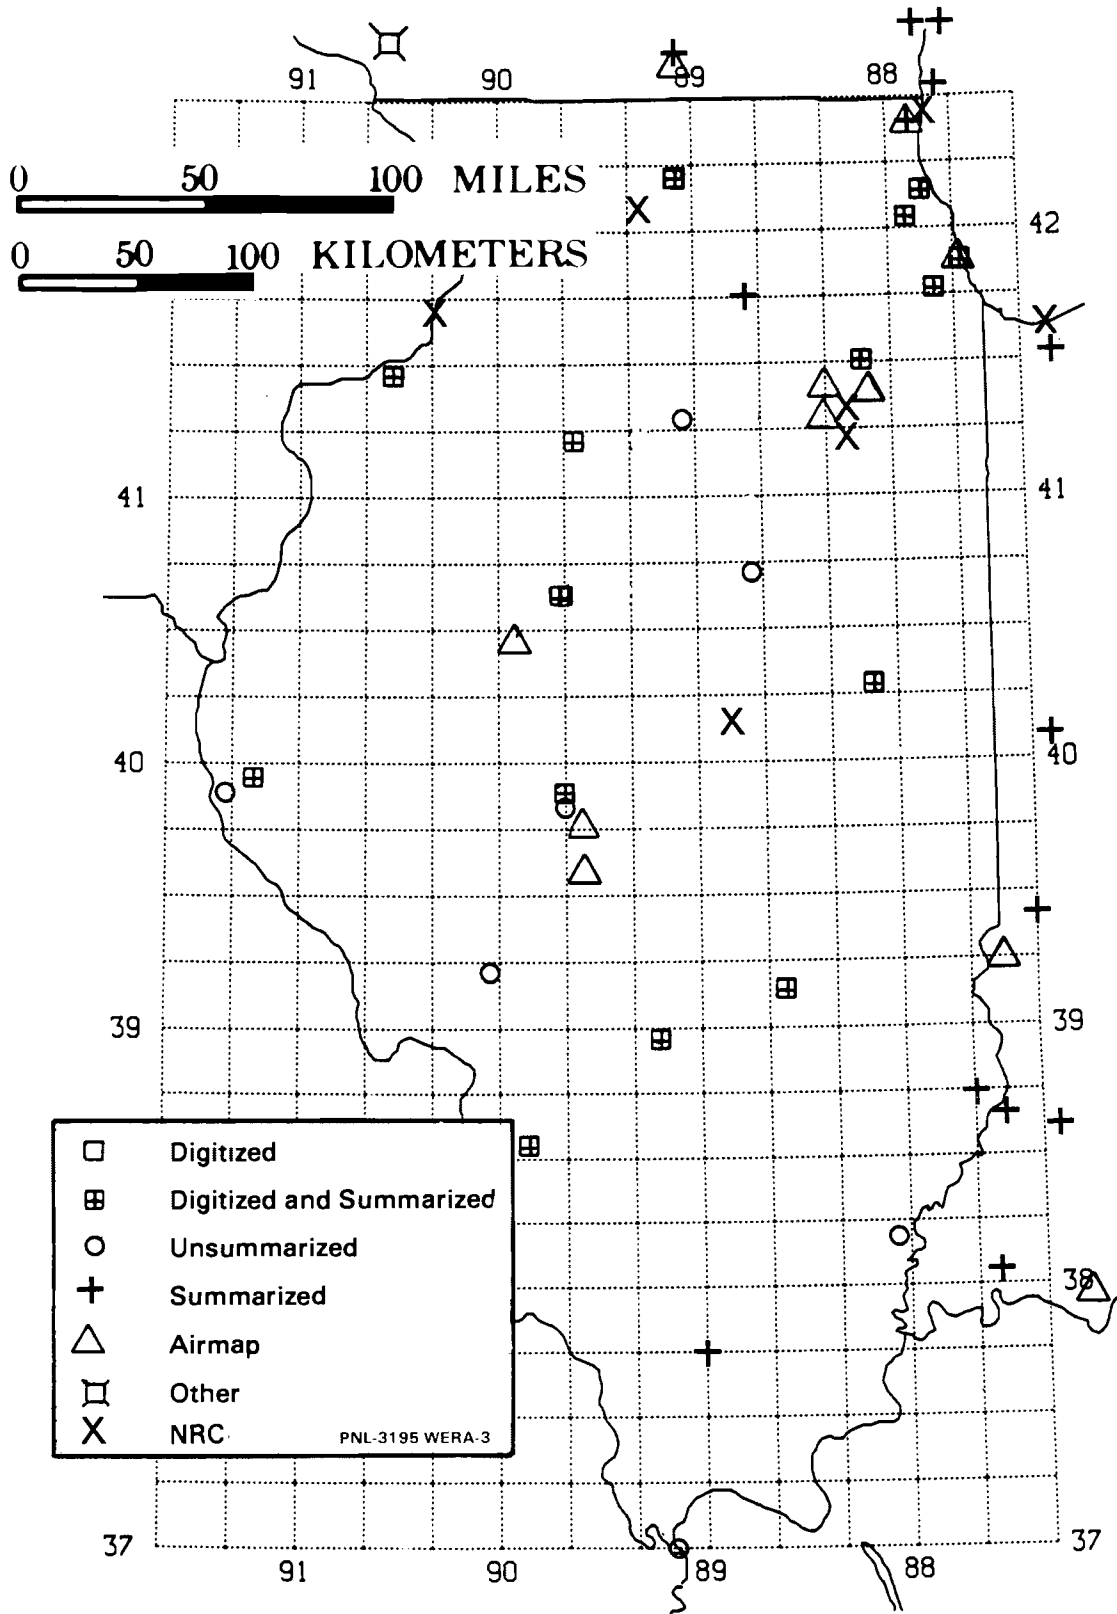 91 90 89 88
0 50 100 MILES
0 50 100 KILOMETERS
42
41 41
40 40
39 39
38
37 37
91 90 89 88
Digitized
Digitized and Summarized
Unsummarized
Summarized
Airmap
Other
NRC PNL-3195 WERA-3